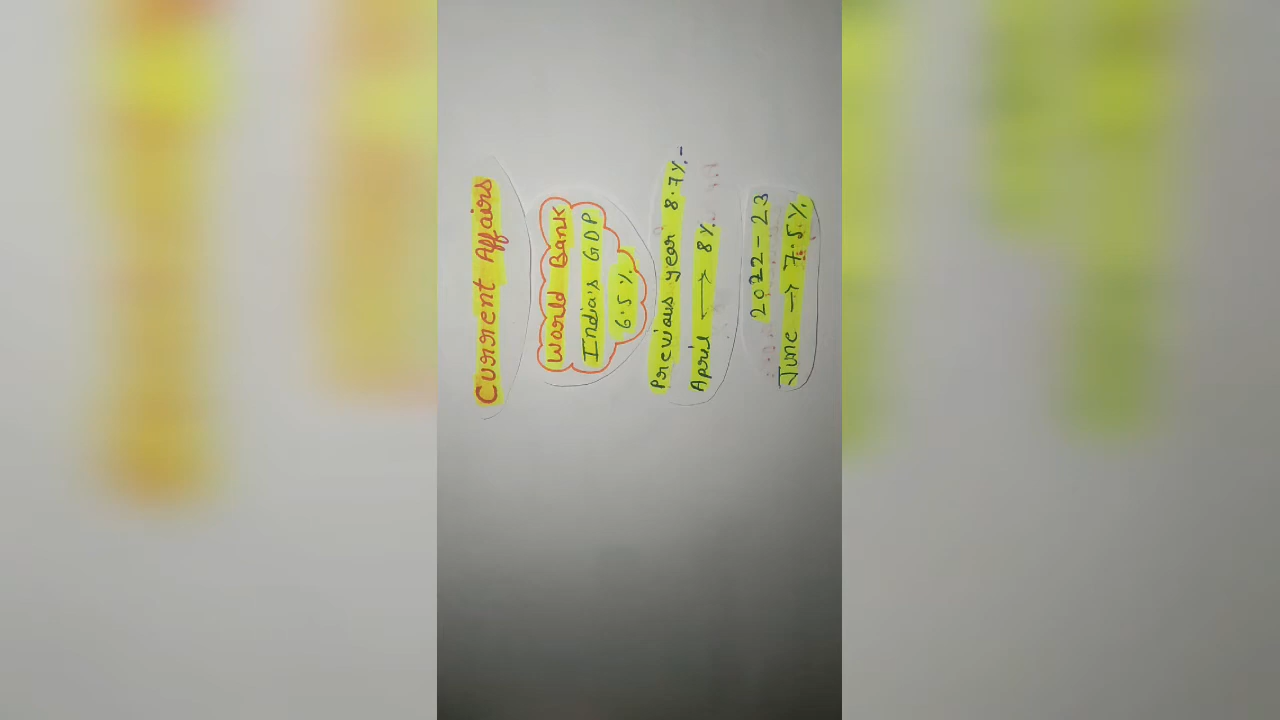 Current Affairs
World Bank
India's GDP
6.5%
Previous year 8.7%-
April → 8%
2022-23
June → 7.5%